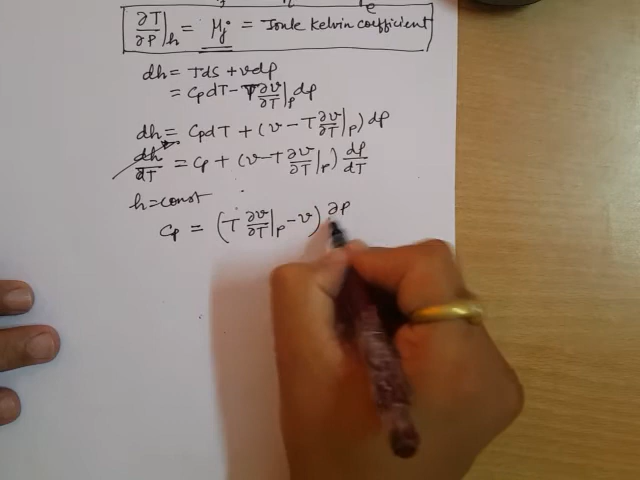 ∂T/∂P|h = μj = Joule Kelvin coefficient
dh = Tds + vdp
= CpdT - T ∂v/∂T|p dp
dh = CpdT + (v - T ∂v/∂T|p) dp
dh/dT = Cp + (v - T ∂v/∂T|p) dp/dT
h = const
Cp = (T ∂v/∂T|p - v) ∂P